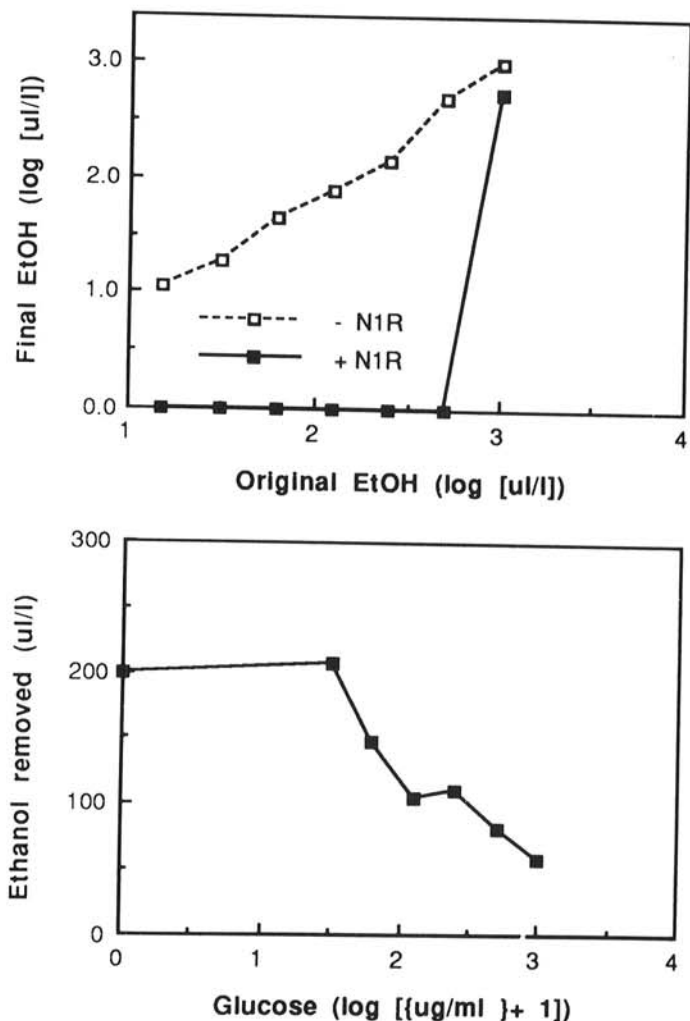 3.0
2.0
1.0
0.0
Final EtOH (log [ul/l])
- N1R
+ N1R
1 2 3 4
Original EtOH (log [ul/l])
300
200
100
0
Ethanol removed (ul/l)
0 1 2 3 4
Glucose (log [{ug/ml }+ 1])